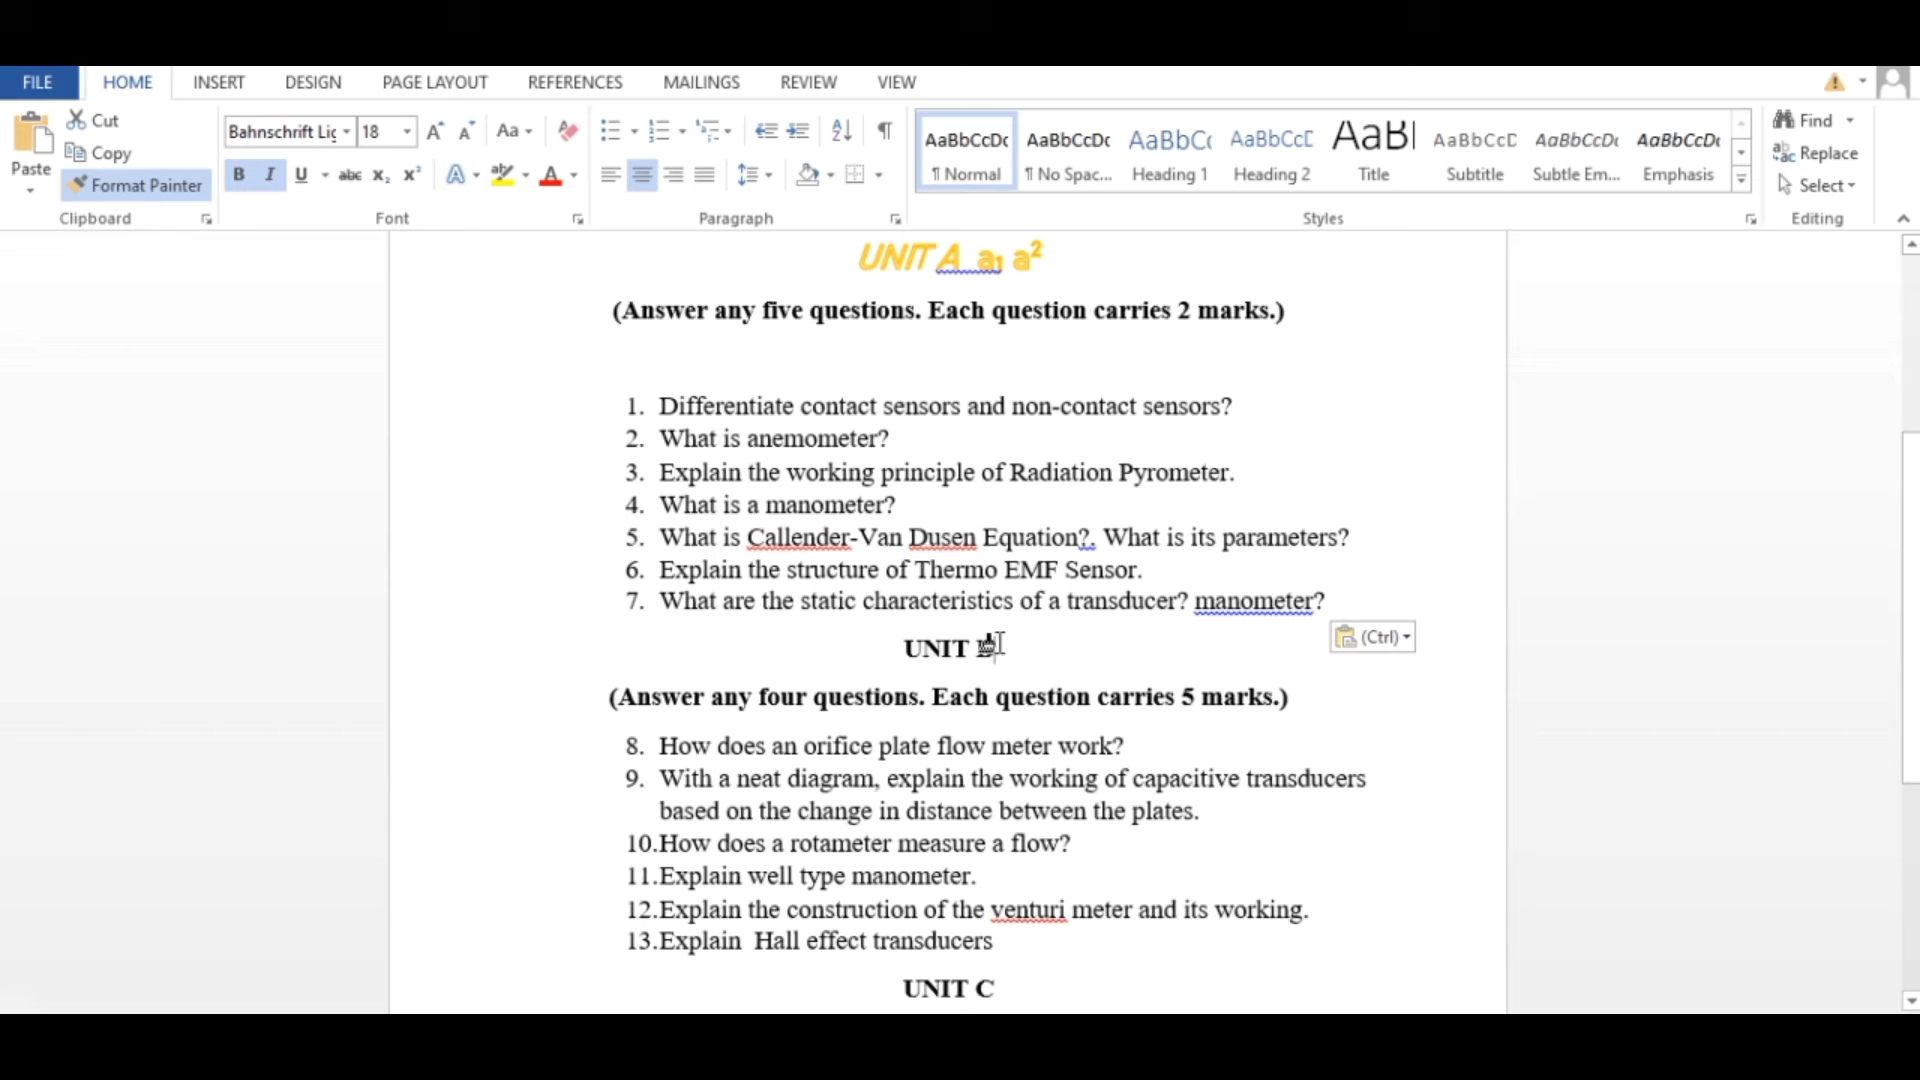 FILE HOME INSERT DESIGN PAGE LAYOUT REFERENCES MAILINGS REVIEW VIEW
Paste Cut Copy Format Painter
Bahnschrift Lig 18 Aa
B I U abc x₂ x² A ab A
AaBbCcDc AaBbCcDc AaBbCc AaBbCcD AaBl AaBbCcD AaBbCcDc AaBbCcDc
¶ Normal ¶ No Spac... Heading 1 Heading 2 Title Subtitle Subtle Em... Emphasis
Find
Replace
Select
Clipboard Font Paragraph Styles Editing
UNIT A a₁ a²
(Answer any five questions. Each question carries 2 marks.)
1. Differentiate contact sensors and non-contact sensors?
2. What is anemometer?
3. Explain the working principle of Radiation Pyrometer.
4. What is a manometer?
5. What is Callender-Van Dusen Equation?. What is its parameters?
6. Explain the structure of Thermo EMF Sensor.
7. What are the static characteristics of a transducer? manometer?
(Ctrl)
UNIT
(Answer any four questions. Each question carries 5 marks.)
8. How does an orifice plate flow meter work?
9. With a neat diagram, explain the working of capacitive transducers
based on the change in distance between the plates.
10.How does a rotameter measure a flow?
11.Explain well type manometer.
12.Explain the construction of the venturi meter and its working.
13.Explain Hall effect transducers
UNIT C